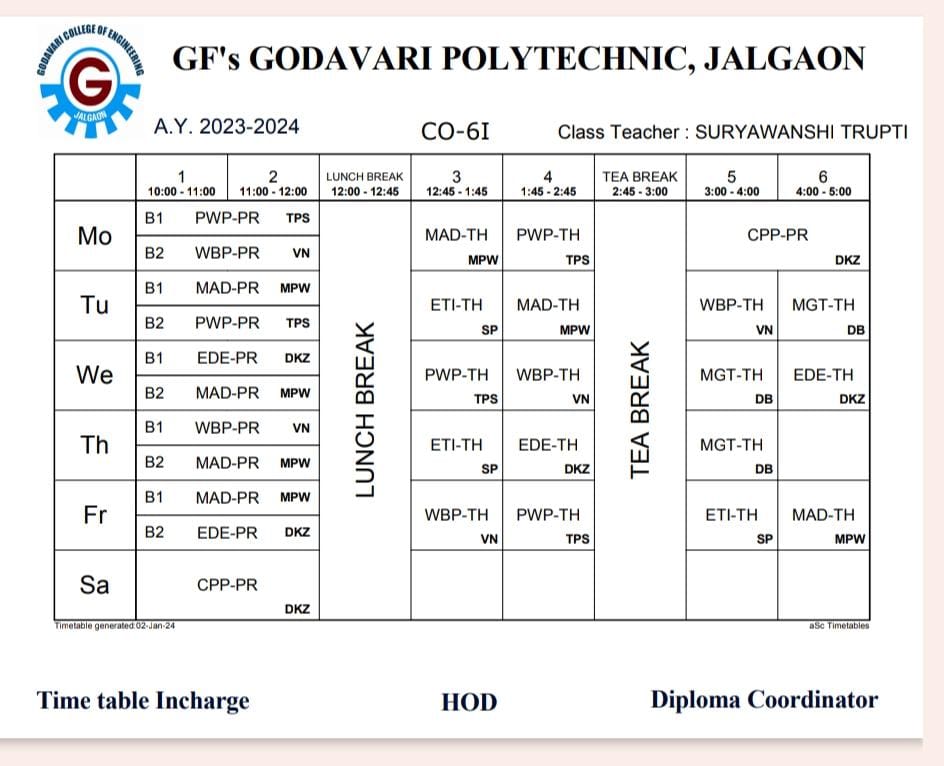 GODAVARI COLLEGE OF ENGINEERING
G
JALGAON
GF's GODAVARI POLYTECHNIC, JALGAON
A.Y. 2023-2024 CO-6I Class Teacher : SURYAWANSHI TRUPTI
1 2 LUNCH BREAK 3 4 TEA BREAK 5 6
10:00 - 11:00 11:00 - 12:00 12:00 - 12:45 12:45 - 1:45 1:45 - 2:45 2:45 - 3:00 3:00 - 4:00 4:00 - 5:00
LUNCH BREAK
TEA BREAK
Mo
B1 PWP-PR TPS
B2 WBP-PR VN
MAD-TH PWP-TH CPP-PR
MPW TPS DKZ
Tu
B1 MAD-PR MPW
B2 PWP-PR TPS
ETI-TH MAD-TH WBP-TH MGT-TH
SP MPW VN DB
We
B1 EDE-PR DKZ
B2 MAD-PR MPW
PWP-TH WBP-TH MGT-TH EDE-TH
TPS VN DB DKZ
Th
B1 WBP-PR VN
B2 MAD-PR MPW
ETI-TH EDE-TH MGT-TH
SP DKZ DB
Fr
B1 MAD-PR MPW
B2 EDE-PR DKZ
WBP-TH PWP-TH ETI-TH MAD-TH
VN TPS SP MPW
Sa
CPP-PR
DKZ
Timetable generated:02-Jan-24 aSc Timetables
Time table Incharge HOD Diploma Coordinator